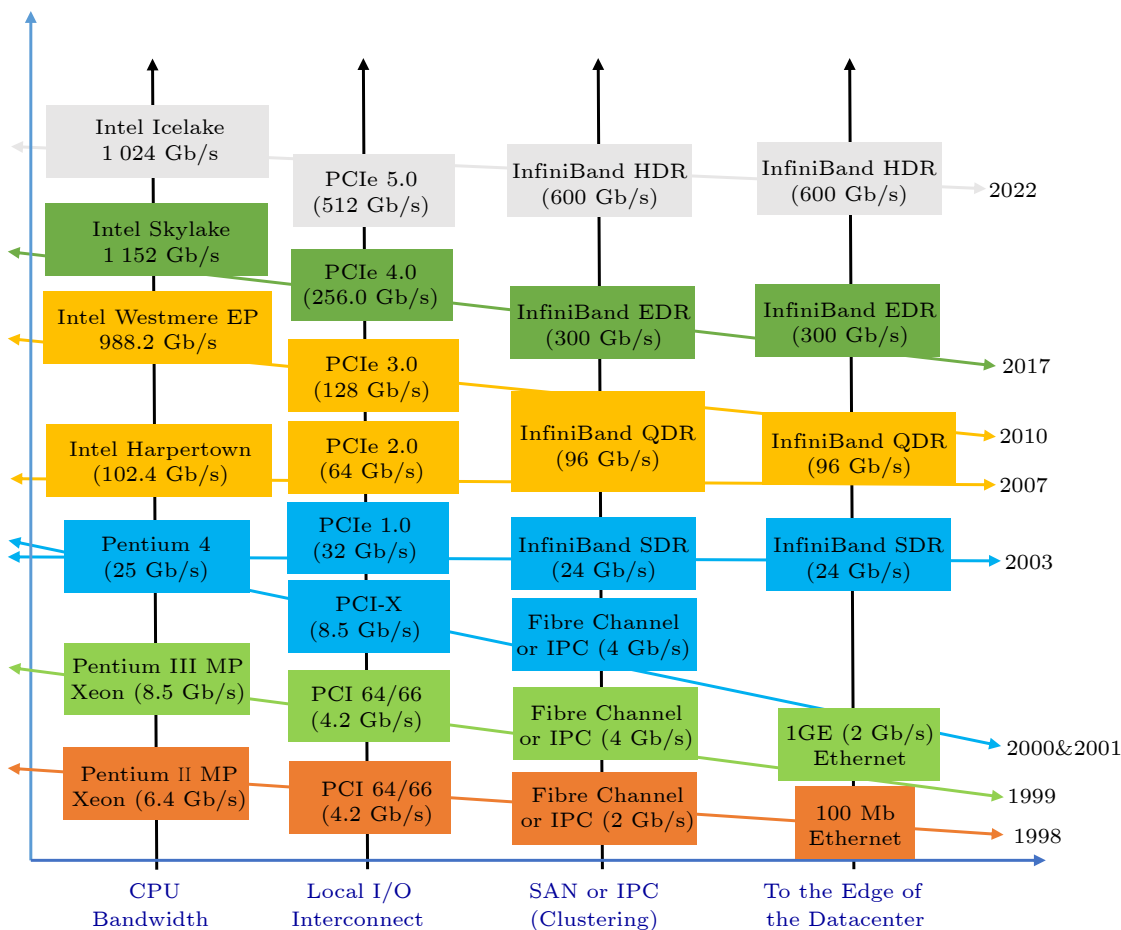 Intel Icelake
1 024 Gb/s
PCIe 5.0
(512 Gb/s)
InfiniBand HDR
(600 Gb/s)
InfiniBand HDR
(600 Gb/s)
2022
Intel Skylake
1 152 Gb/s
PCIe 4.0
(256.0 Gb/s)
InfiniBand EDR
(300 Gb/s)
InfiniBand EDR
(300 Gb/s)
2017
Intel Westmere EP
988.2 Gb/s
PCIe 3.0
(128 Gb/s)
InfiniBand QDR
(96 Gb/s)
InfiniBand QDR
(96 Gb/s)
2010
Intel Harpertown
(102.4 Gb/s)
PCIe 2.0
(64 Gb/s)
2007
Pentium 4
(25 Gb/s)
PCIe 1.0
(32 Gb/s)
InfiniBand SDR
(24 Gb/s)
InfiniBand SDR
(24 Gb/s)
2003
PCI-X
(8.5 Gb/s)
Fibre Channel
or IPC (4 Gb/s)
2000&2001
Pentium III MP
Xeon (8.5 Gb/s)
PCI 64/66
(4.2 Gb/s)
Fibre Channel
or IPC (4 Gb/s)
1GE (2 Gb/s)
Ethernet
1999
Pentium II MP
Xeon (6.4 Gb/s)
PCI 64/66
(4.2 Gb/s)
Fibre Channel
or IPC (2 Gb/s)
100 Mb
Ethernet
1998
CPU
Bandwidth
Local I/O
Interconnect
SAN or IPC
(Clustering)
To the Edge of
the Datacenter